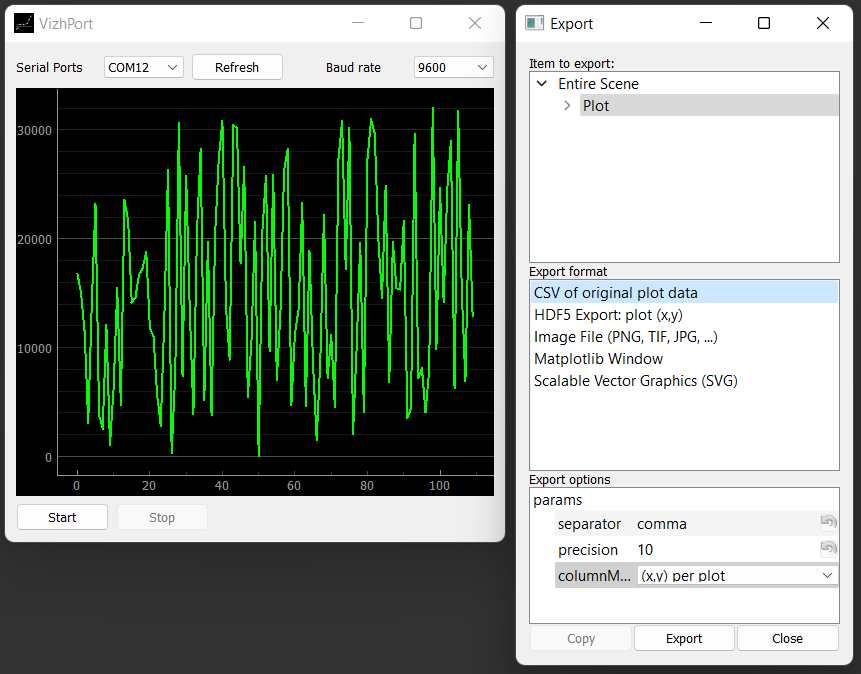 VizhPort
Serial Ports COM12 Refresh Baud rate 9600
30000
20000
10000
0
0 20 40 60 80 100
Start Stop
Export
Item to export:
Entire Scene
Plot
Export format
CSV of original plot data
HDF5 Export: plot (x,y)
Image File (PNG, TIF, JPG, ...)
Matplotlib Window
Scalable Vector Graphics (SVG)
Export options
params
separator comma
precision 10
columnM... (x,y) per plot
Copy Export Close